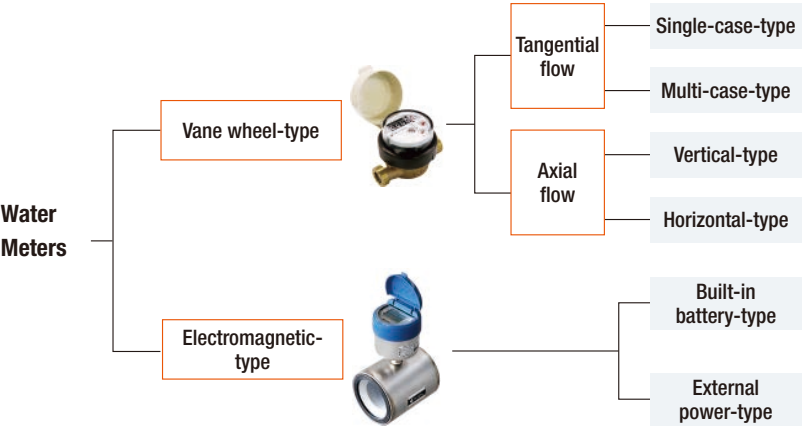 Water
Meters
Vane wheel-type
Tangential
flow
Single-case-type
Multi-case-type
Axial
flow
Vertical-type
Horizontal-type
Electromagnetic-
type
Built-in
battery-type
External
power-type